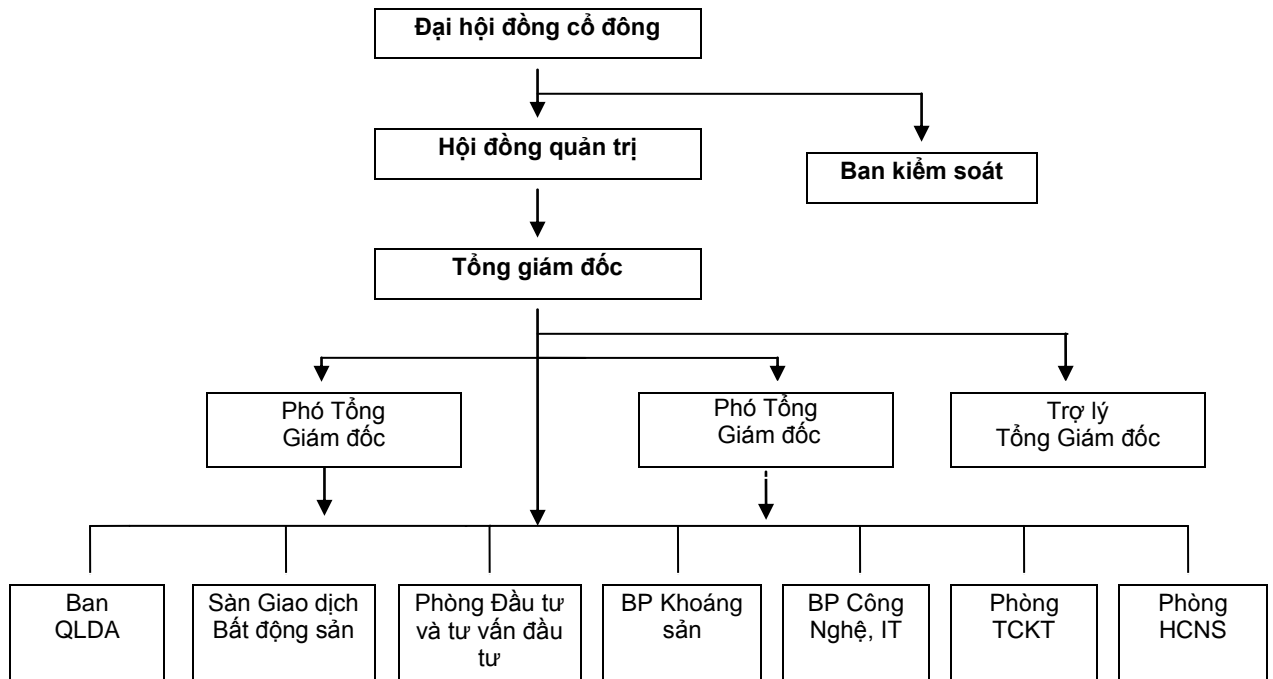 Đại hội đồng cổ đông
Hội đồng quản trị
Ban kiểm soát
Tổng giám đốc
Phó Tổng
Giám đốc
Phó Tổng
Giám đốc
Trợ lý
Tổng Giám đốc
Ban
QLDA
Sàn Giao dịch
Bất động sản
Phòng Đầu tư
và tư vấn đầu
tư
BP Khoáng
sản
BP Công
Nghệ, IT
Phòng
TCKT
Phòng
HCNS